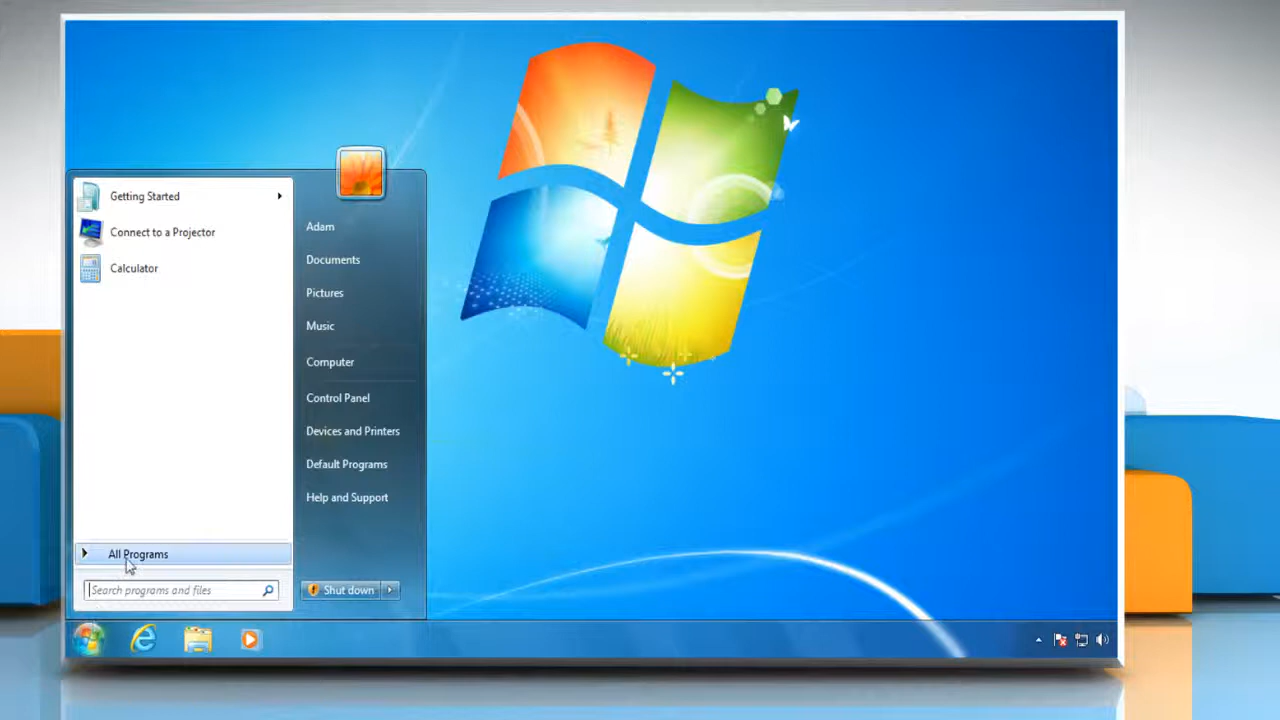 Getting Started
Connect to a Projector
Calculator
All Programs
Search programs and files
Adam
Documents
Pictures
Music
Computer
Control Panel
Devices and Printers
Default Programs
Help and Support
Shut down